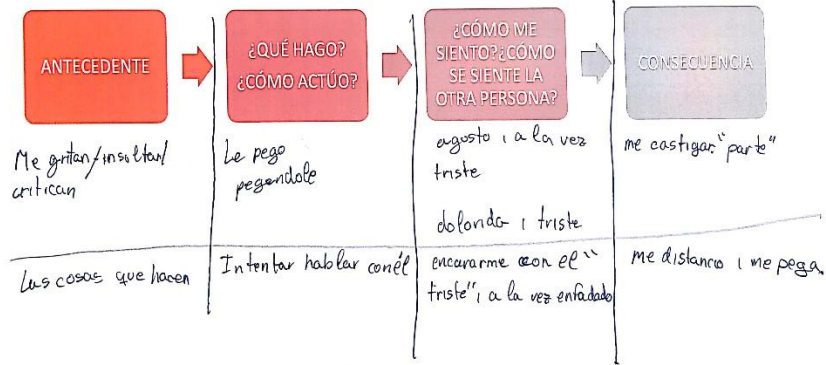 ANTECEDENTE
¿QUÉ HAGO?
¿CÓMO ACTÚO?
¿CÓMO ME
SIENTO?¿CÓMO
SE SIENTE LA
OTRA PERSONA?
CONSECUENCIA
Me gritan/insultan/
critican
Le pego
pegandole
agusto i a la vez
triste
dolorido i triste
me castigan "parte"
Las cosas que hacen
Intentar hablar con él
encararme con el "
triste" i a la vez enfadado
me distancio i me pega.